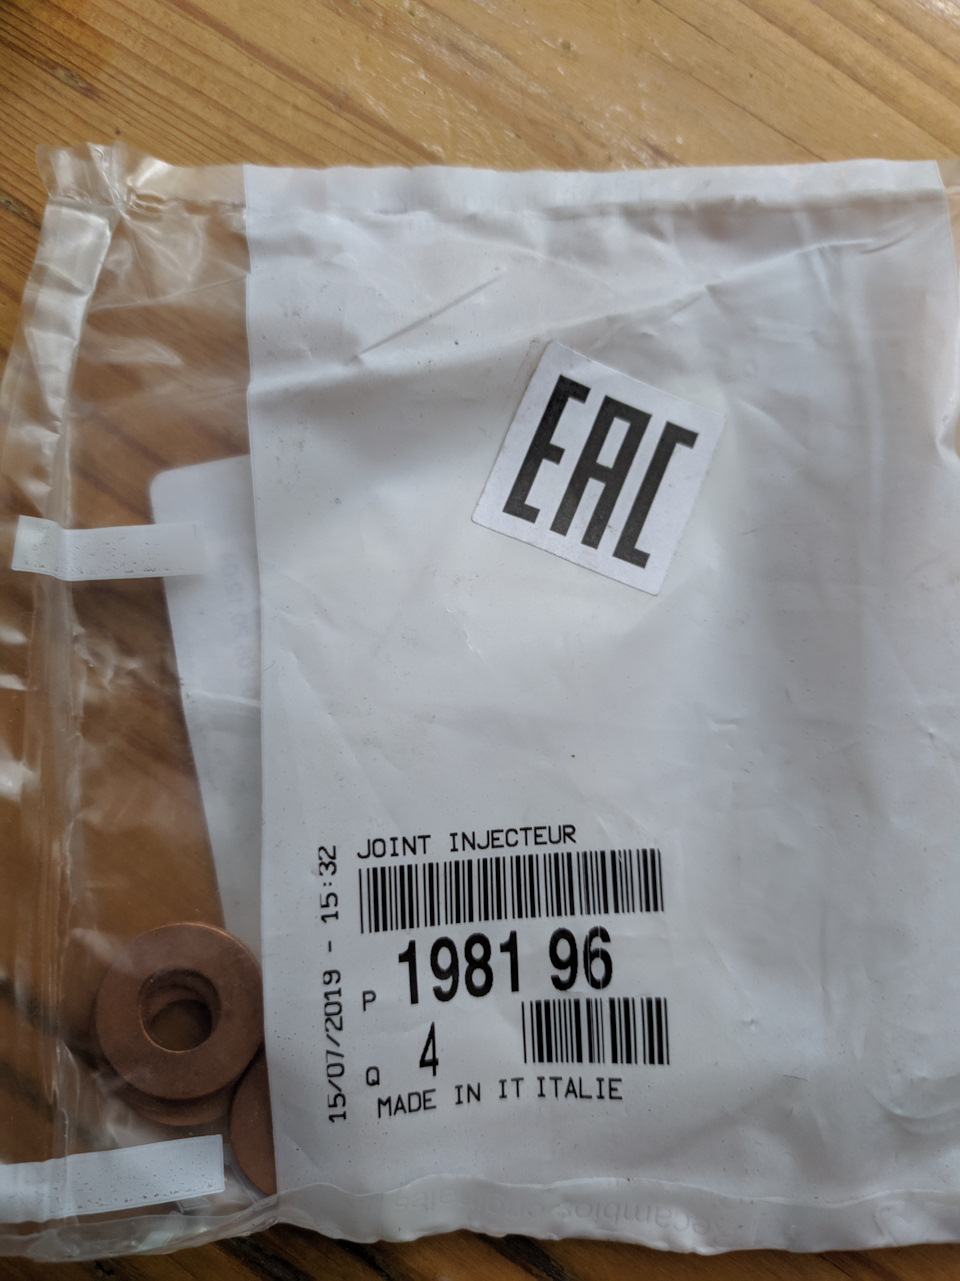 EAC
JOINT INJECTEUR
15/07/2019 - 15:32
P 1981 96
Q 4
MADE IN IT ITALIE